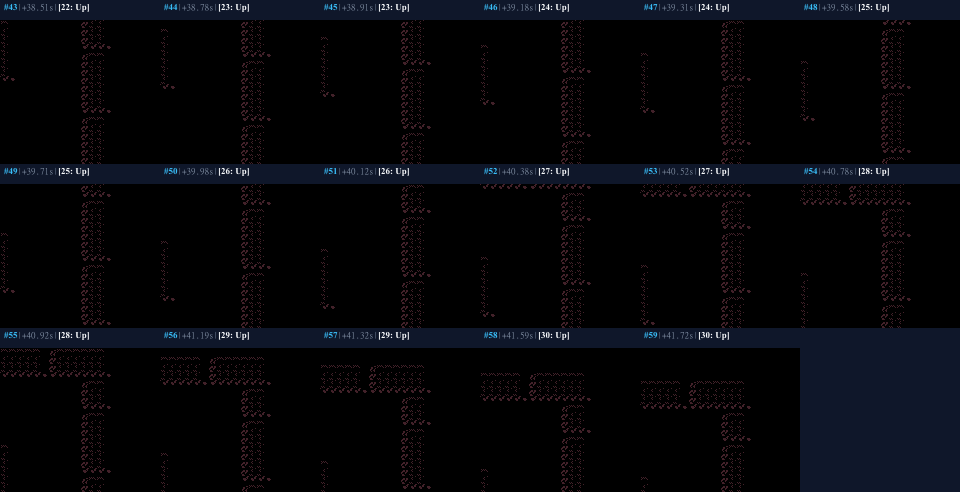 #43|+38.51s|[22: Up]
#44|+38.78s|[23: Up]
#45|+38.91s|[23: Up]
#46|+39.18s|[24: Up]
#47|+39.31s|[24: Up]
#48|+39.58s|[25: Up]
#49|+39.71s|[25: Up]
#50|+39.98s|[26: Up]
#51|+40.12s|[26: Up]
#52|+40.38s|[27: Up]
#53|+40.52s|[27: Up]
#54|+40.78s|[28: Up]
#55|+40.92s|[28: Up]
#56|+41.19s|[29: Up]
#57|+41.32s|[29: Up]
#58|+41.59s|[30: Up]
#59|+41.72s|[30: Up]